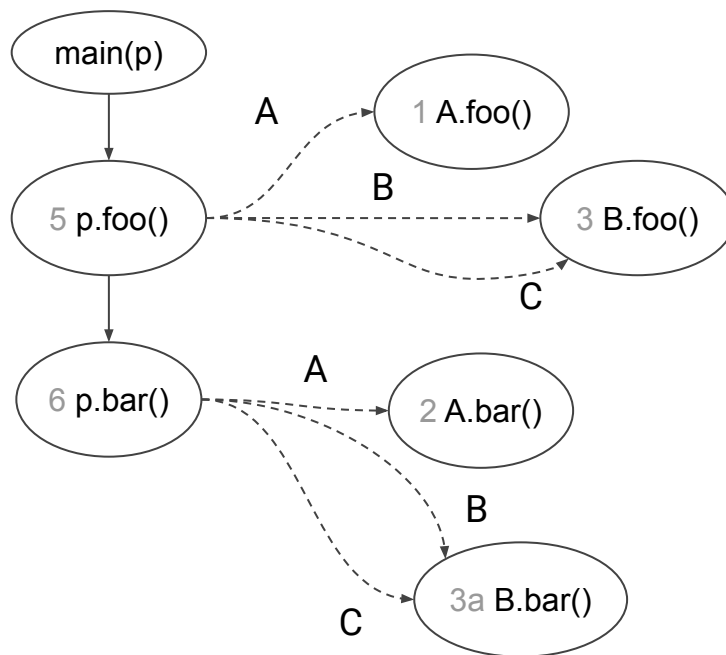 main(p)
A
1 A.foo()
B
5 p.foo()
3 B.foo()
C
A
6 p.bar()
2 A.bar()
B
3a B.bar()
C